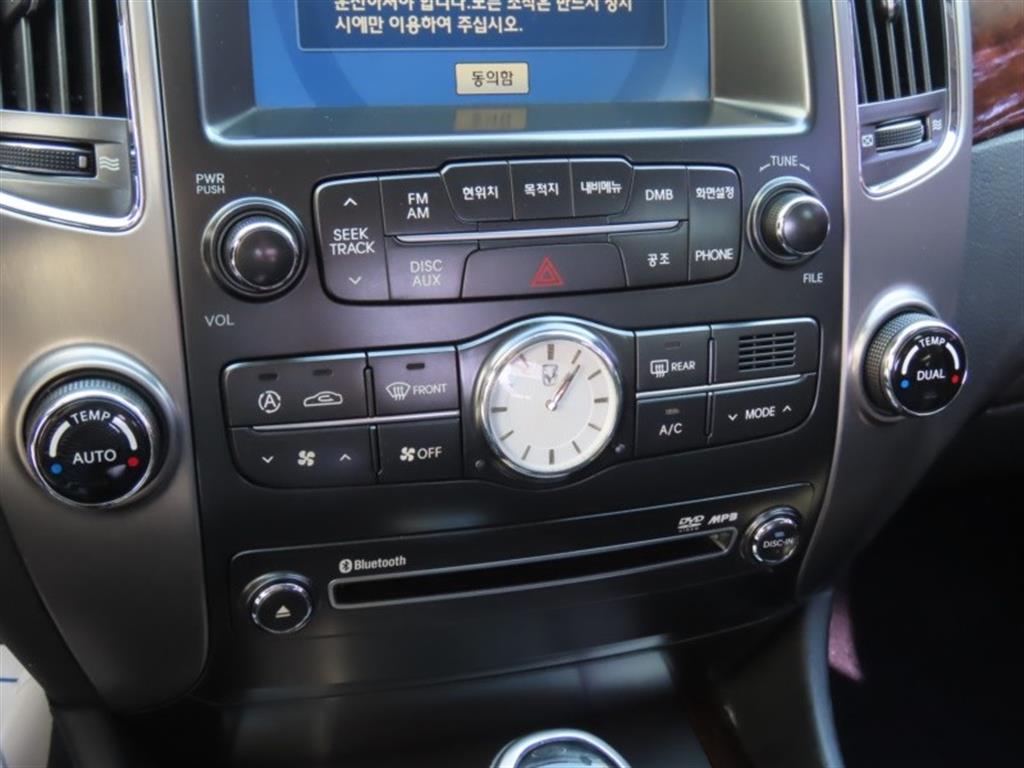 운전하셔야 합니다.모든 조작은 반드시 정차
시에만 이용하여 주십시오.
동의함
PWR
PUSH
VOL
SEEK
TRACK
FM
AM
현위치
목적지
내비메뉴
DMB
화면설정
DISC
AUX
공조
PHONE
TUNE
FILE
TEMP
AUTO
FRONT
OFF
REAR
A/C
MODE
TEMP
DUAL
Bluetooth
DVD
VIDEO
MP3
DISC-IN